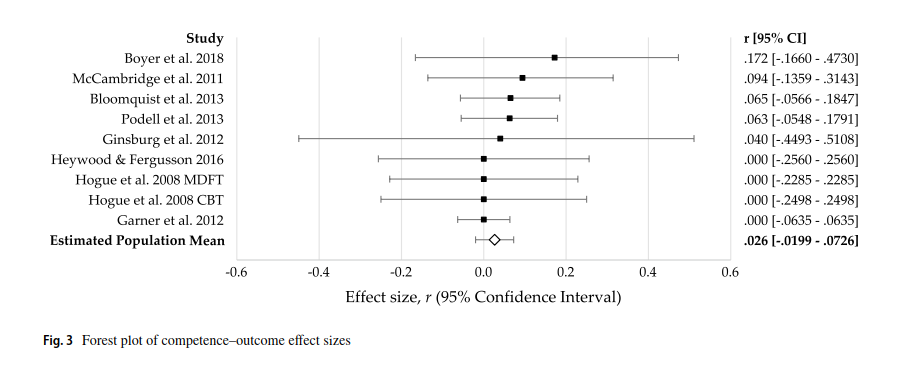 Study r [95% CI]
Boyer et al. 2018 .172 [-.1660 - .4730]
McCambridge et al. 2011 .094 [-.1359 - .3143]
Bloomquist et al. 2013 .065 [-.0566 - .1847]
Podell et al. 2013 .063 [-.0548 - .1791]
Ginsburg et al. 2012 .040 [-.4493 - .5108]
Heywood & Fergusson 2016 .000 [-.2560 - .2560]
Hogue et al. 2008 MDFT .000 [-.2285 - .2285]
Hogue et al. 2008 CBT .000 [-.2498 - .2498]
Garner et al. 2012 .000 [-.0635 - .0635]
Estimated Population Mean .026 [-.0199 - .0726]
-0.6 -0.4 -0.2 0.0 0.2 0.4 0.6
Effect size, r (95% Confidence Interval)
Fig. 3 Forest plot of competence–outcome effect sizes